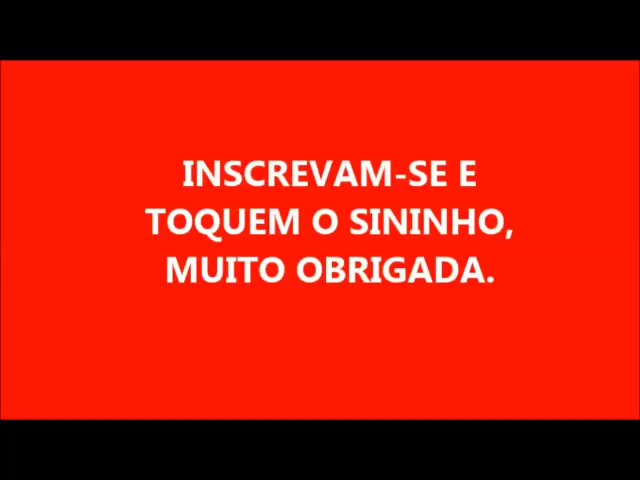 INSCREVAM-SE E
TOQUEM O SININHO,
MUITO OBRIGADA.